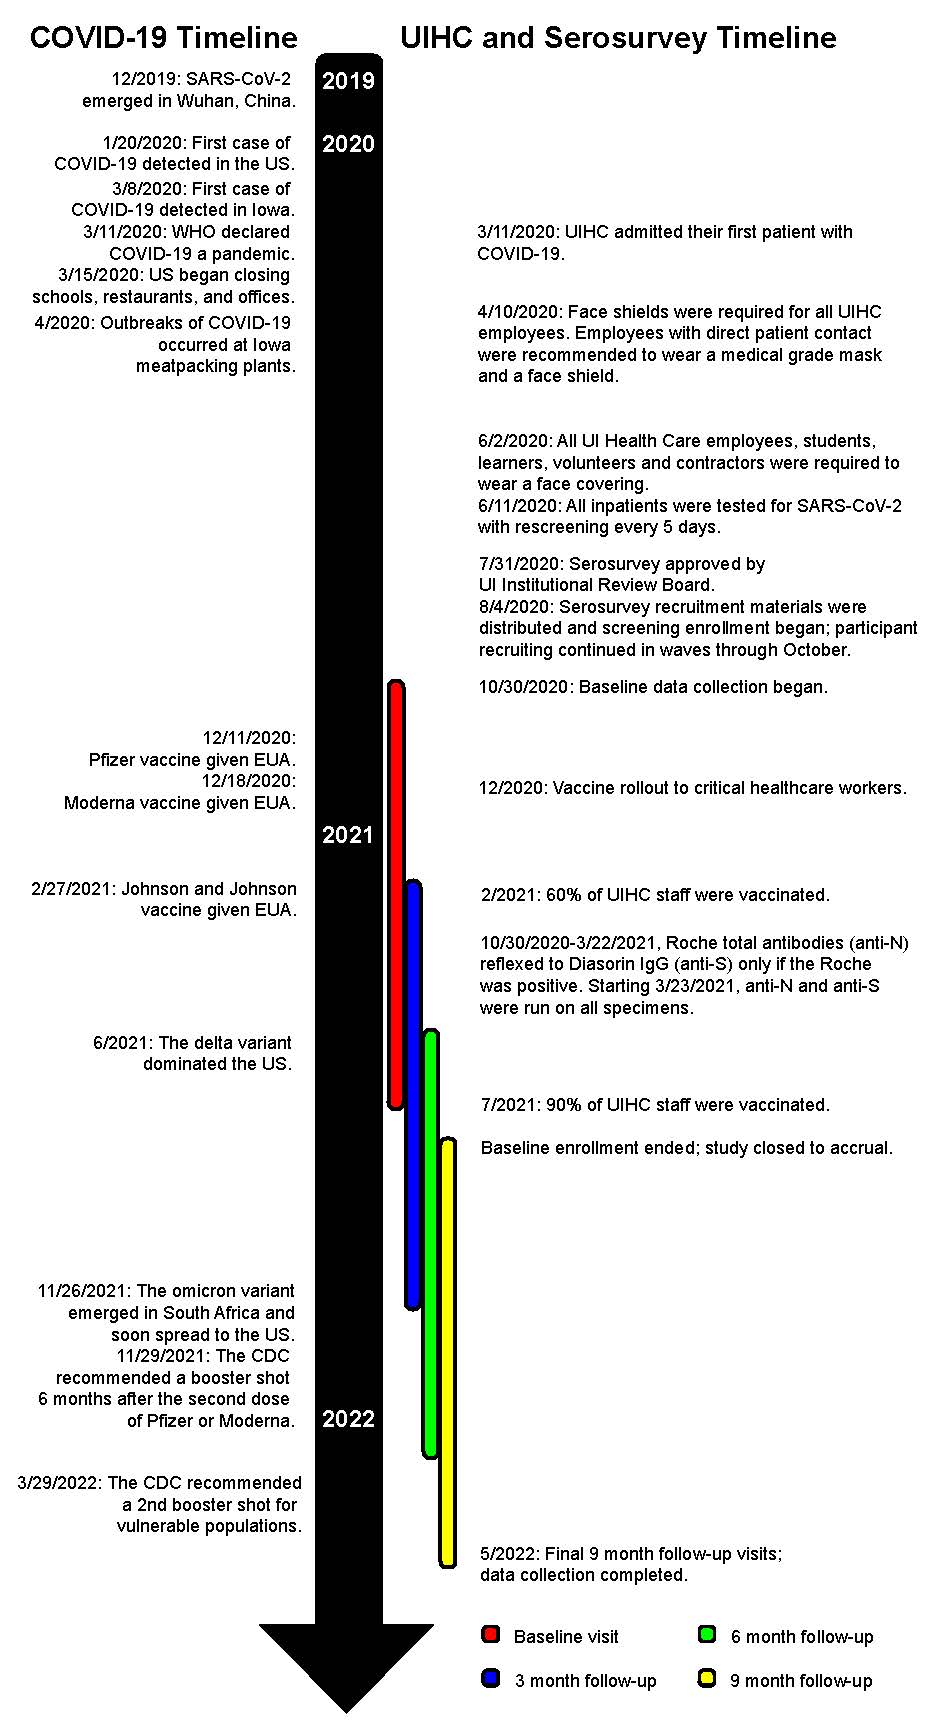 COVID-19 Timeline
12/2019: SARS-CoV-2
emerged in Wuhan, China.
1/20/2020: First case of
COVID-19 detected in the US.
3/8/2020: First case of
COVID-19 detected in Iowa.
3/11/2020: WHO declared
COVID-19 a pandemic.
3/15/2020: US began closing
schools, restaurants, and offices.
4/2020: Outbreaks of COVID-19
occurred at Iowa
meatpacking plants.
12/11/2020:
Pfizer vaccine given EUA.
12/18/2020:
Moderna vaccine given EUA.
2/27/2021: Johnson and Johnson
vaccine given EUA.
6/2021: The delta variant
dominated the US.
11/26/2021: The omicron variant
emerged in South Africa and
soon spread to the US.
11/29/2021: The CDC
recommended a booster shot
6 months after the second dose
of Pfizer or Moderna.
3/29/2022: The CDC recommended
a 2nd booster shot for
vulnerable populations.
2019
2020
2021
2022
UIHC and Serosurvey Timeline
3/11/2020: UIHC admitted their first patient with
COVID-19.
4/10/2020: Face shields were required for all UIHC
employees. Employees with direct patient contact
were recommended to wear a medical grade mask
and a face shield.
6/2/2020: All UI Health Care employees, students,
learners, volunteers and contractors were required to
wear a face covering.
6/11/2020: All inpatients were tested for SARS-CoV-2
with rescreening every 5 days.
7/31/2020: Serosurvey approved by
UI Institutional Review Board.
8/4/2020: Serosurvey recruitment materials were
distributed and screening enrollment began; participant
recruiting continued in waves through October.
10/30/2020: Baseline data collection began.
12/2020: Vaccine rollout to critical healthcare workers.
2/2021: 60% of UIHC staff were vaccinated.
10/30/2020-3/22/2021, Roche total antibodies (anti-N)
reflexed to Diasorin IgG (anti-S) only if the Roche
was positive. Starting 3/23/2021, anti-N and anti-S
were run on all specimens.
7/2021: 90% of UIHC staff were vaccinated.
Baseline enrollment ended; study closed to accrual.
5/2022: Final 9 month follow-up visits;
data collection completed.
Baseline visit
3 month follow-up
6 month follow-up
9 month follow-up